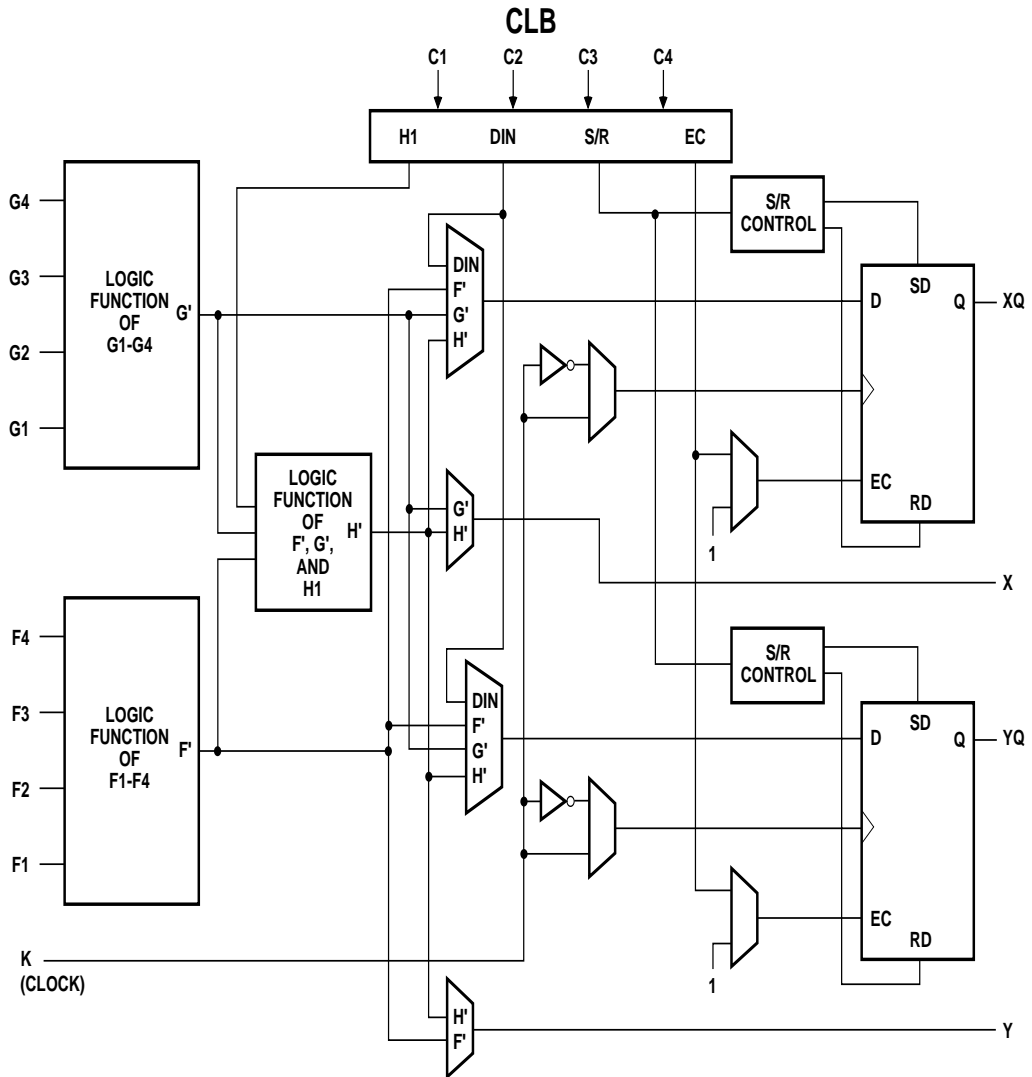 CLB
C1 C2 C3 C4
H1 DIN S/R EC
G4
G3
G2
G1
LOGIC
FUNCTION
OF
G1-G4
G'
DIN
F'
G'
H'
S/R
CONTROL
D
SD
Q
EC
RD
XQ
1
LOGIC
FUNCTION
OF
F', G',
AND
H1
H'
G'
H'
X
F4
F3
F2
F1
LOGIC
FUNCTION
OF
F1-F4
F'
DIN
F'
G'
H'
S/R
CONTROL
D
SD
Q
EC
RD
YQ
1
K
(CLOCK)
H'
F'
Y